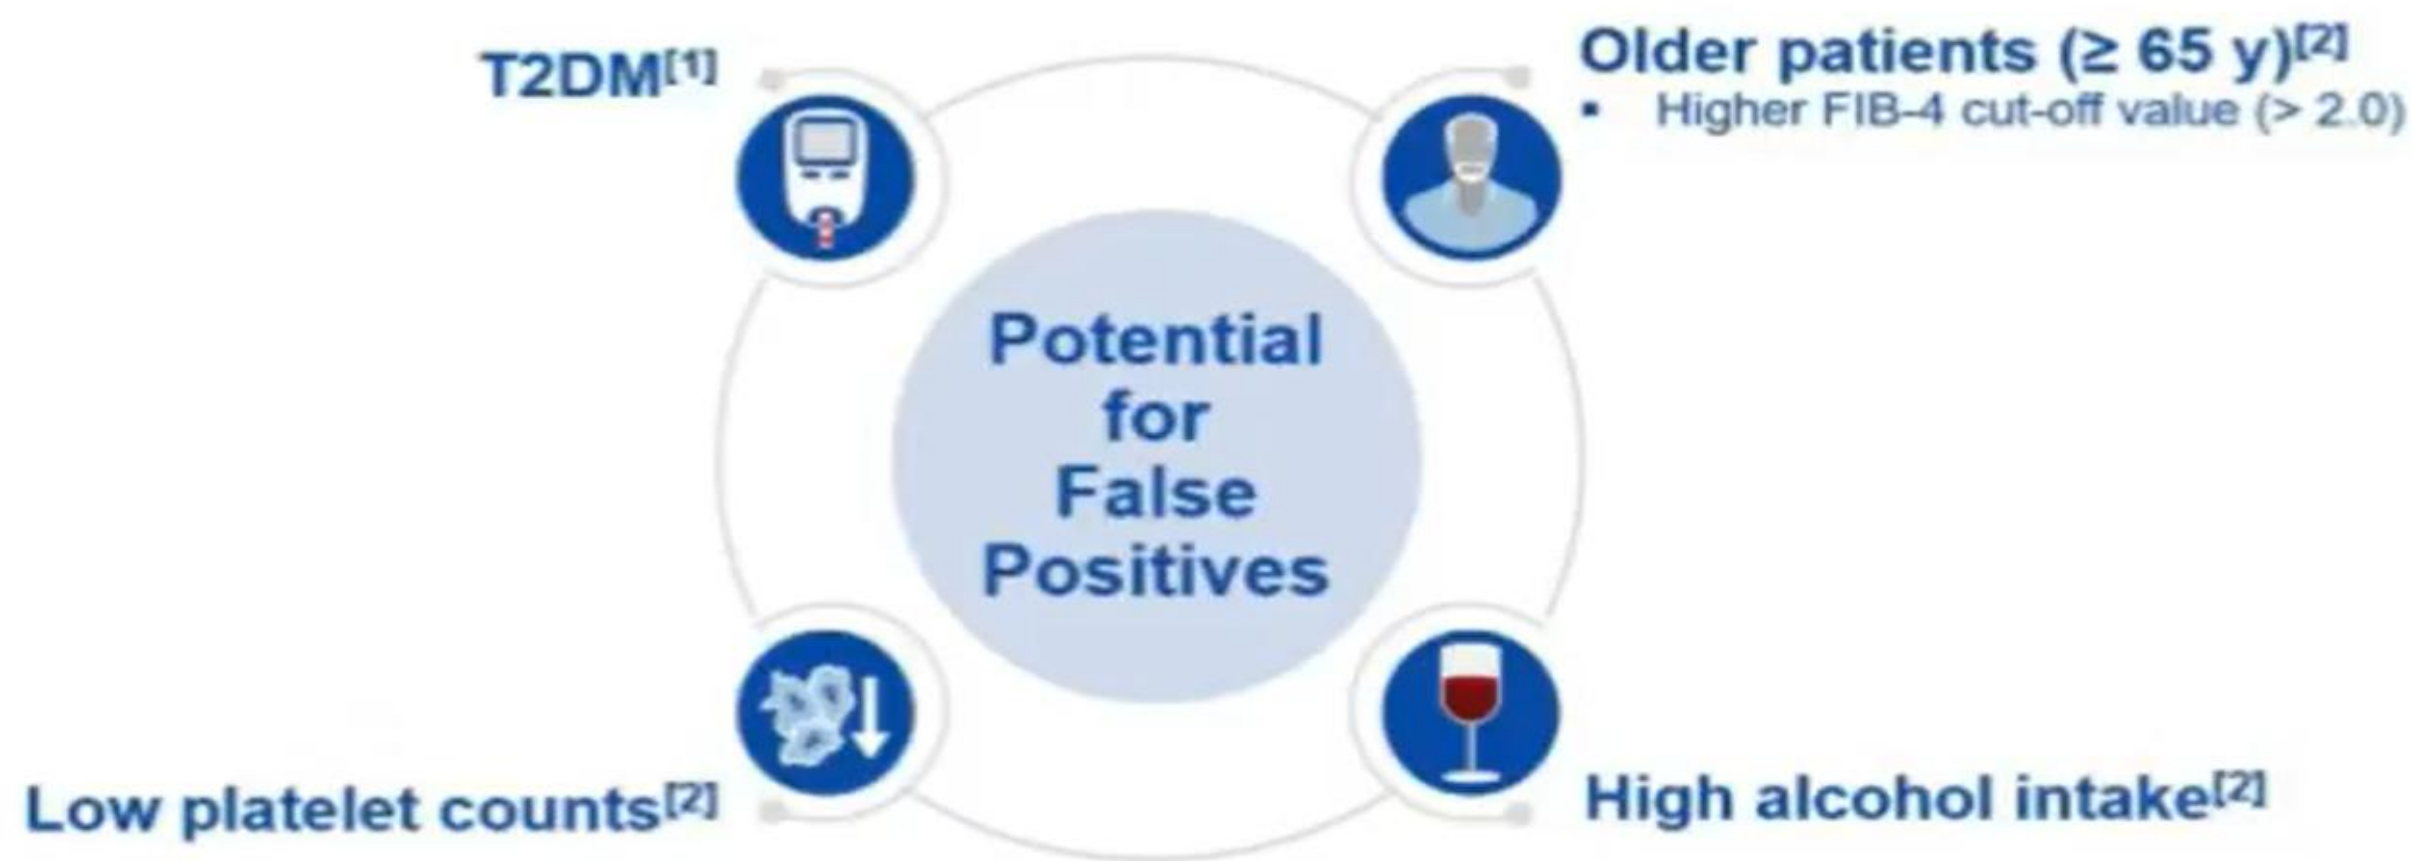 T2DM[1]
Older patients (≥ 65 y)[2]
▪ Higher FIB-4 cut-off value (> 2.0)
Potential
for
False
Positives
Low platelet counts[2]
High alcohol intake[2]